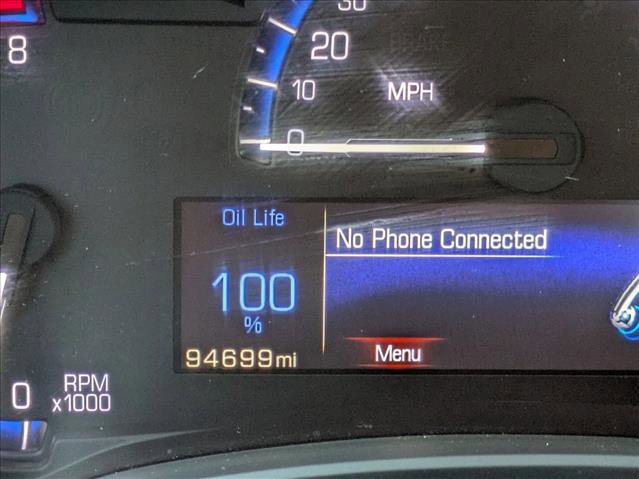 30
8
20
10
MPH
0
Oil Life
No Phone Connected
100
%
94699mi
Menu
0
RPM
x1000